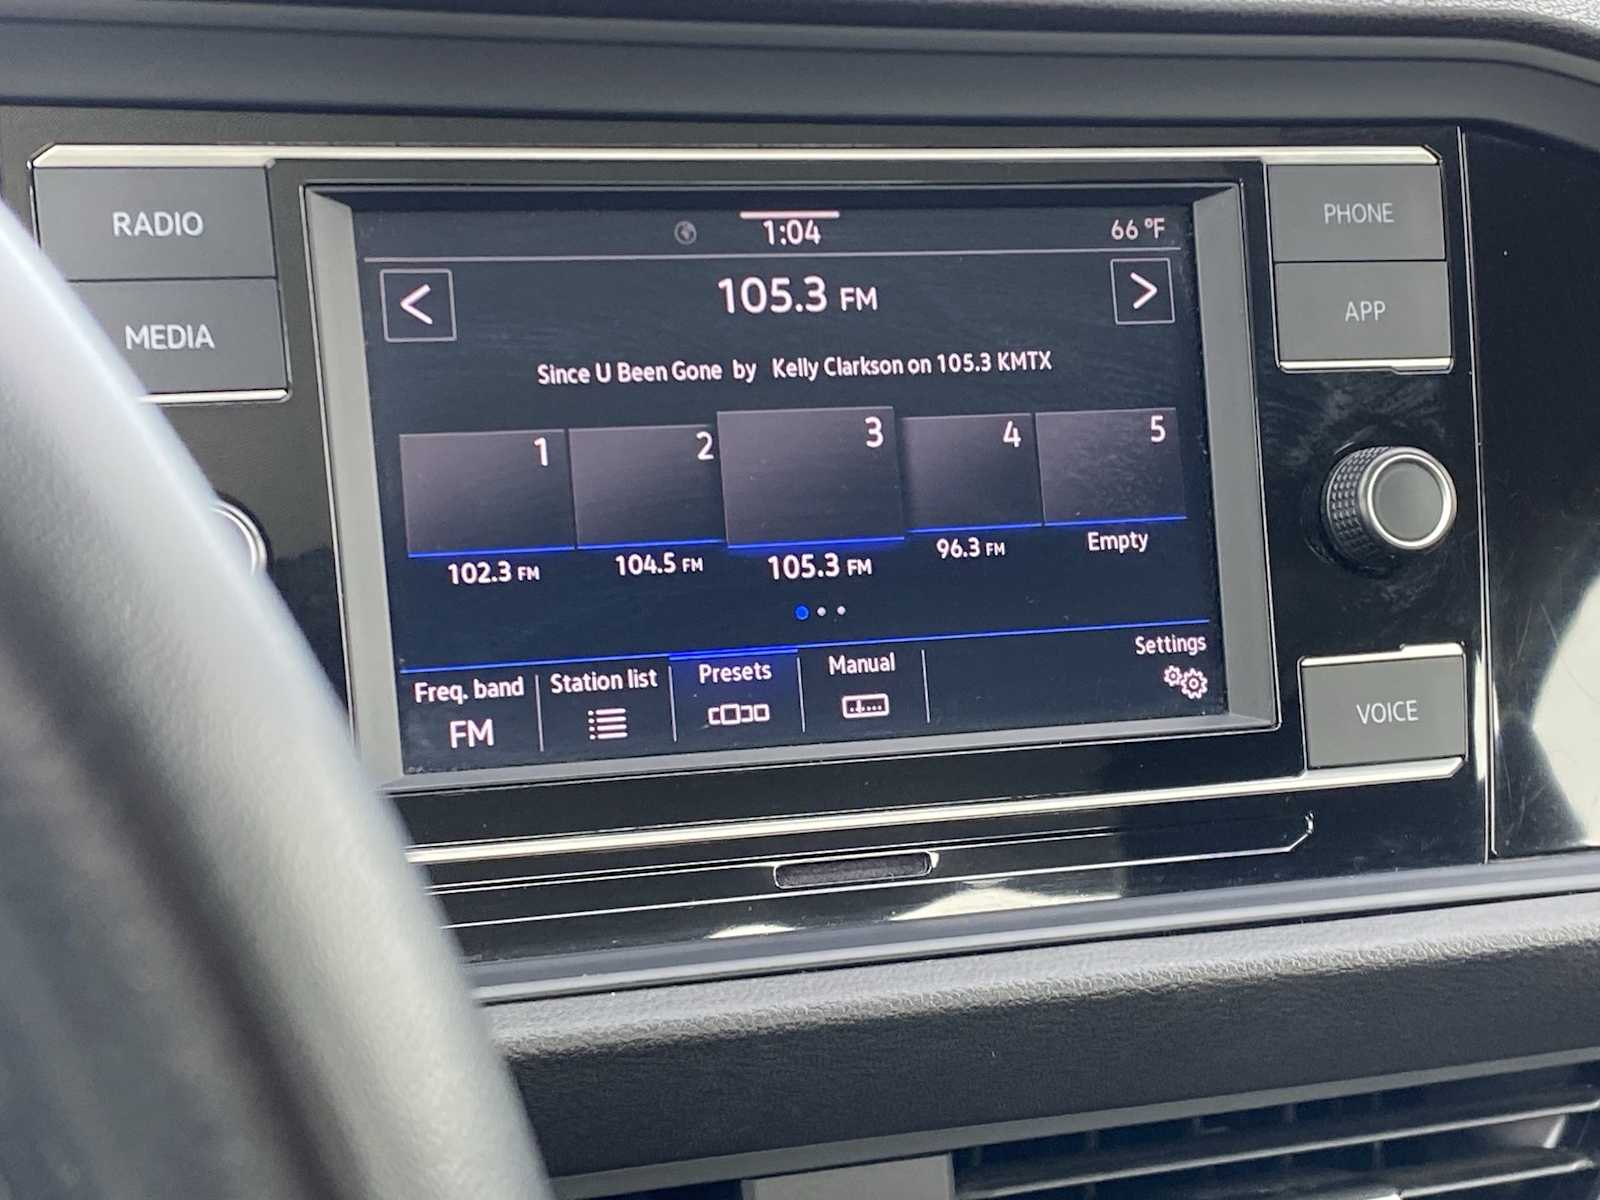 RADIO
MEDIA
PHONE
APP
VOICE
1:04
66 °F
<
105.3 FM
>
Since U Been Gone by Kelly Clarkson on 105.3 KMTX
1 2 3 4 5
102.3 FM 104.5 FM 105.3 FM 96.3 FM Empty
Freq. band Station list Presets Manual Settings
FM